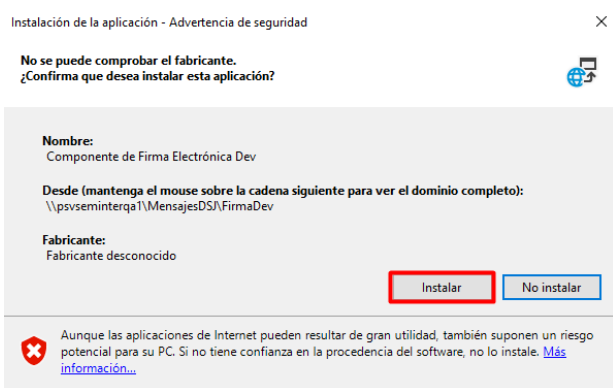 Instalación de la aplicación - Advertencia de seguridad
No se puede comprobar el fabricante.
¿Confirma que desea instalar esta aplicación?
Nombre:
Componente de Firma Electrónica Dev
Desde (mantenga el mouse sobre la cadena siguiente para ver el dominio completo):
\\psvseminterqa1\MensajesDSJ\FirmaDev
Fabricante:
Fabricante desconocido
Instalar
No instalar
Aunque las aplicaciones de Internet pueden resultar de gran utilidad, también suponen un riesgo
potencial para su PC. Si no tiene confianza en la procedencia del software, no lo instale. Más
información...